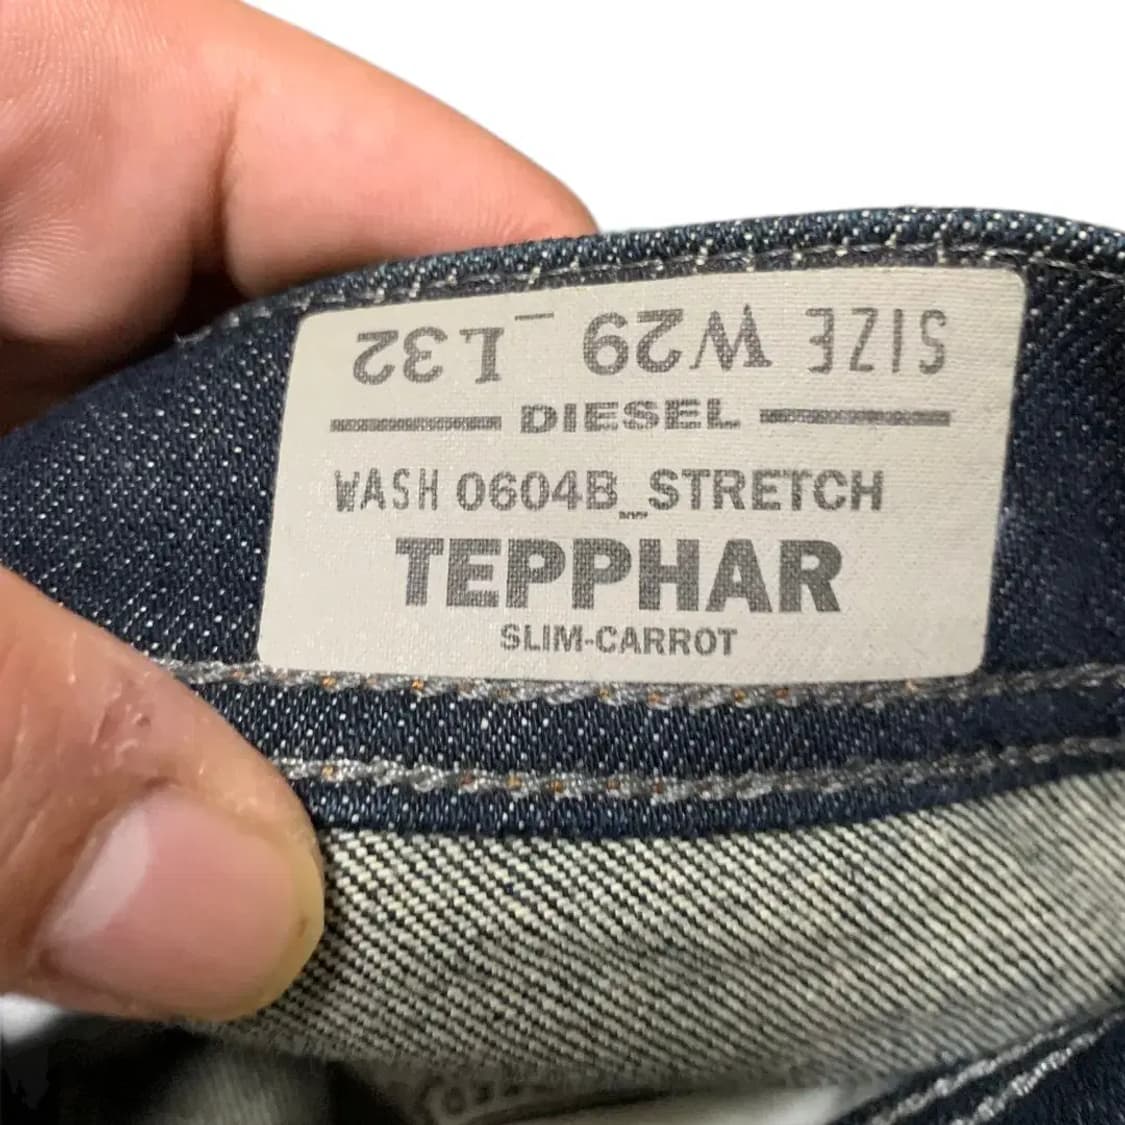 SIZE W29_L32
DIESEL
WASH 0604B_STRETCH
TEPPHAR
SLIM-CARROT